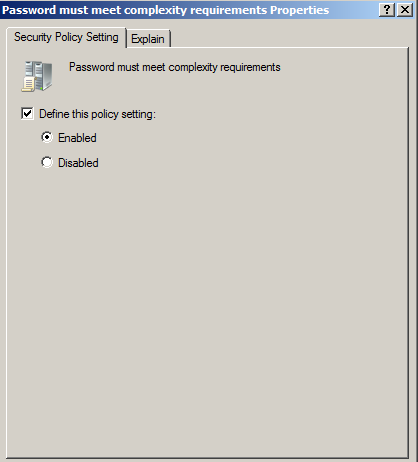 Password must meet complexity requirements Properties
Security Policy Setting
Explain
Password must meet complexity requirements
Define this policy setting:
Enabled
Disabled